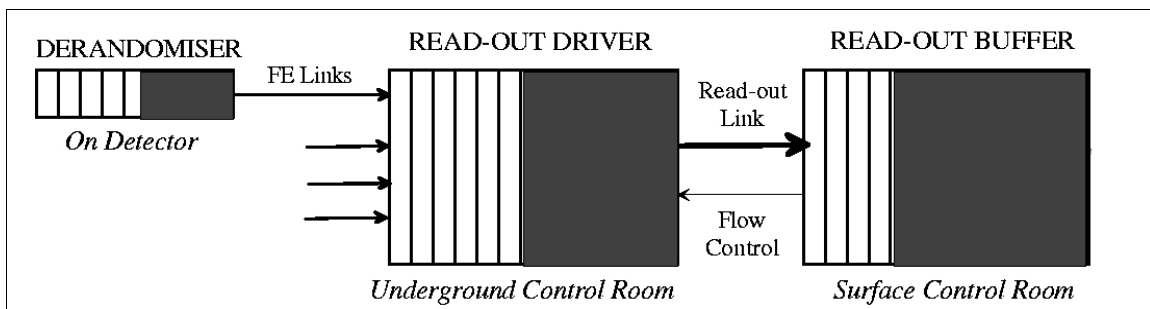 DERANDOMISER
FE Links
On Detector
READ-OUT DRIVER
Underground Control Room
Read-out
Link
Flow
Control
READ-OUT BUFFER
Surface Control Room